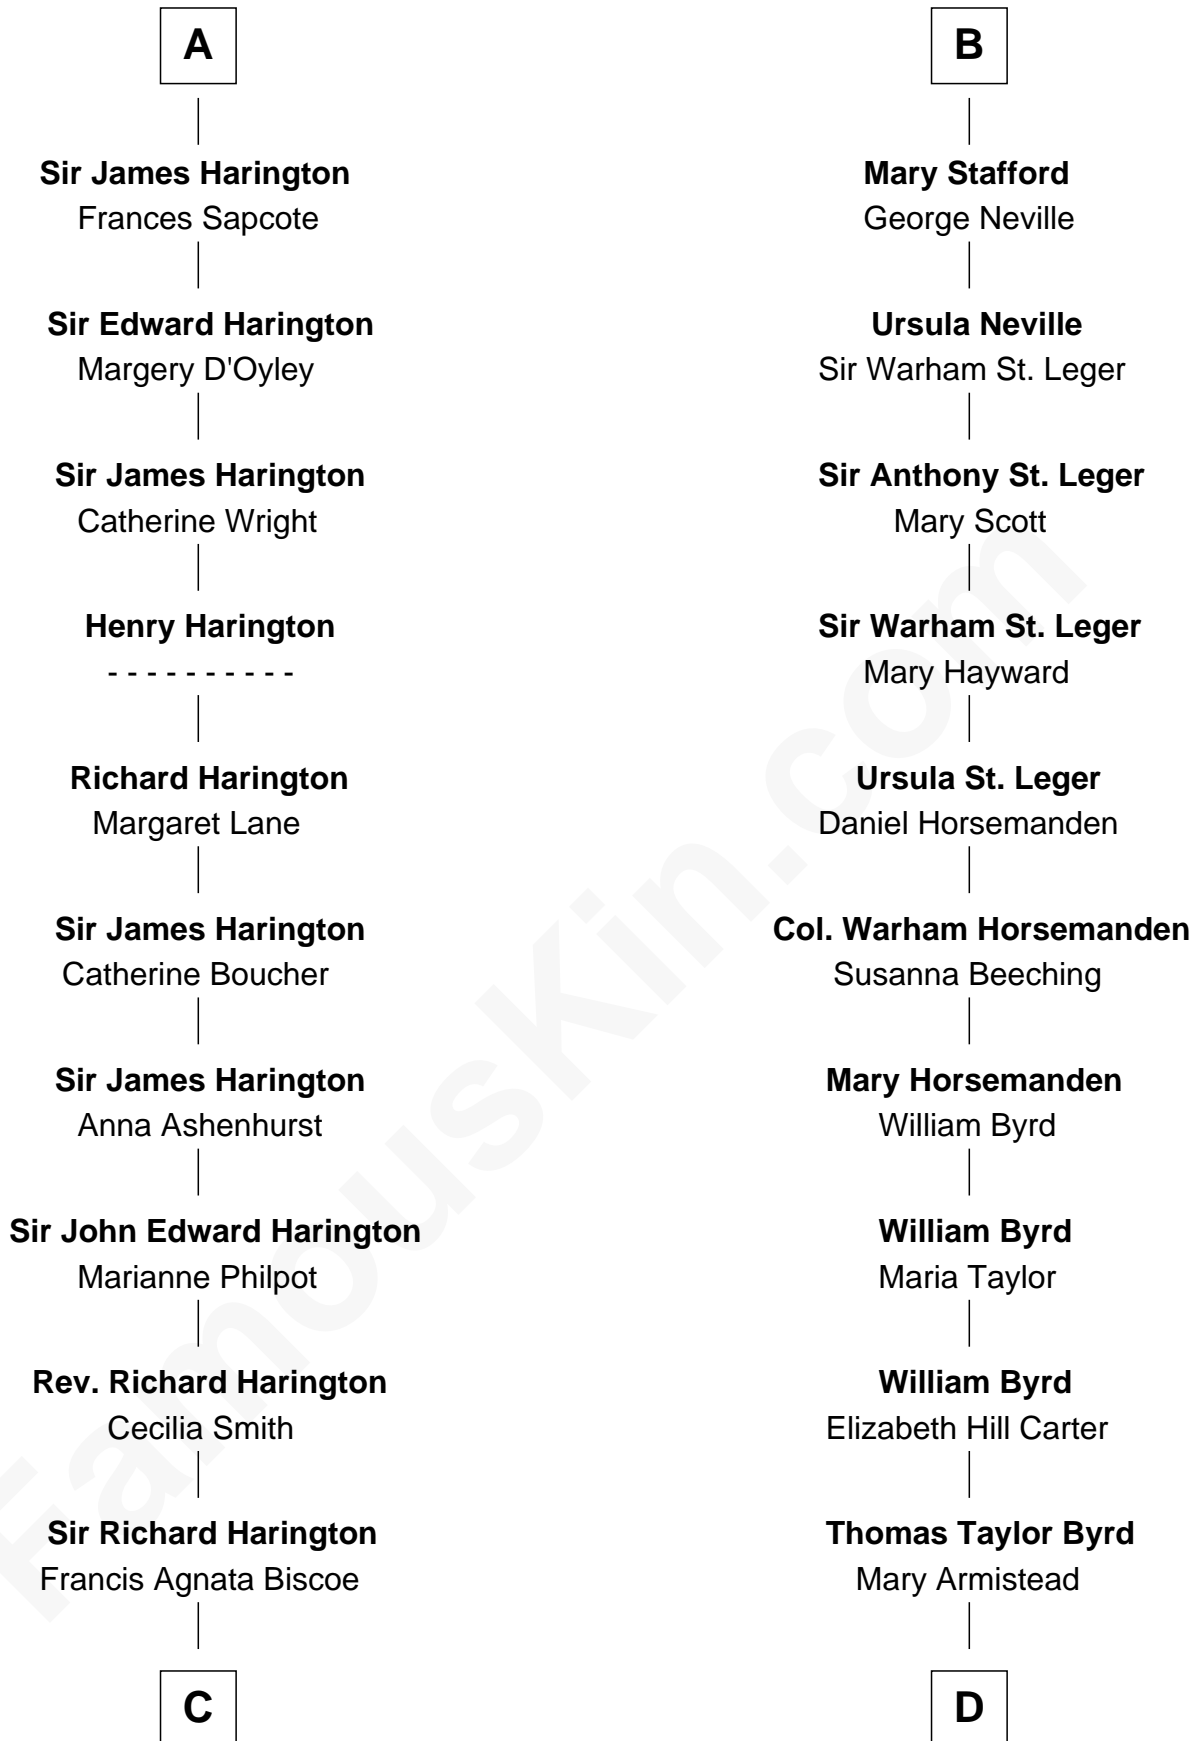 A
Sir James Harington
Frances Sapcote
Sir Edward Harington
Margery D'Oyley
Sir James Harington
Catherine Wright
Henry Harington
- - - - - - - - - -
Richard Harington
Margaret Lane
Sir James Harington
Catherine Boucher
Sir James Harington
Anna Ashenhurst
Sir John Edward Harington
Marianne Philpot
Rev. Richard Harington
Cecilia Smith
Sir Richard Harington
Francis Agnata Biscoe
C
B
Mary Stafford
George Neville
Ursula Neville
Sir Warham St. Leger
Sir Anthony St. Leger
Mary Scott
Sir Warham St. Leger
Mary Hayward
Ursula St. Leger
Daniel Horsemanden
Col. Warham Horsemanden
Susanna Beeching
Mary Horsemanden
William Byrd
William Byrd
Maria Taylor
William Byrd
Elizabeth Hill Carter
Thomas Taylor Byrd
Mary Armistead
D
FamousKin.com